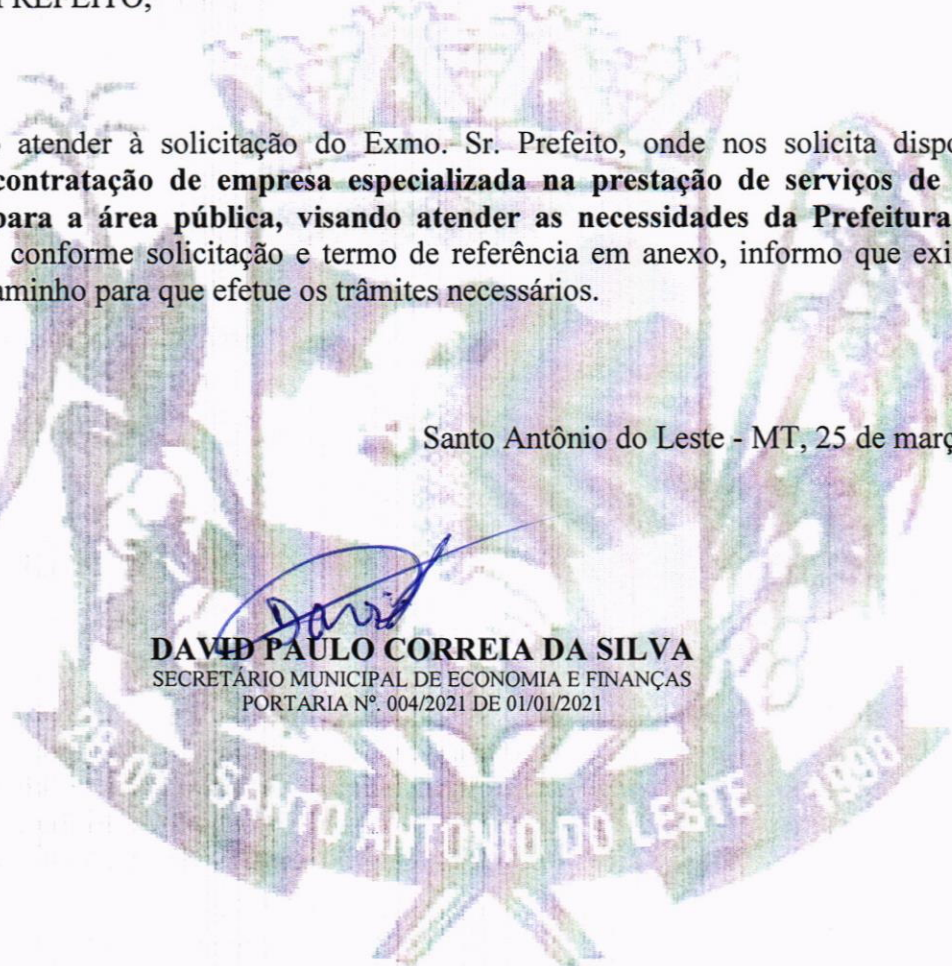 PREFEITO,
atender à solicitação do Exmo. Sr. Prefeito, onde nos solicita dispo
contratação de empresa especializada na prestação de serviços de
para a área pública, visando atender as necessidades da Prefeitura
conforme solicitação e termo de referência em anexo, informo que exi
aminho para que efetue os trâmites necessários.
Santo Antônio do Leste - MT, 25 de març
David
DAVID PAULO CORREIA DA SILVA
SECRETÁRIO MUNICIPAL DE ECONOMIA E FINANÇAS
PORTARIA Nº. 004/2021 DE 01/01/2021
28-01 SANTO ANTONIO DO LESTE 1998